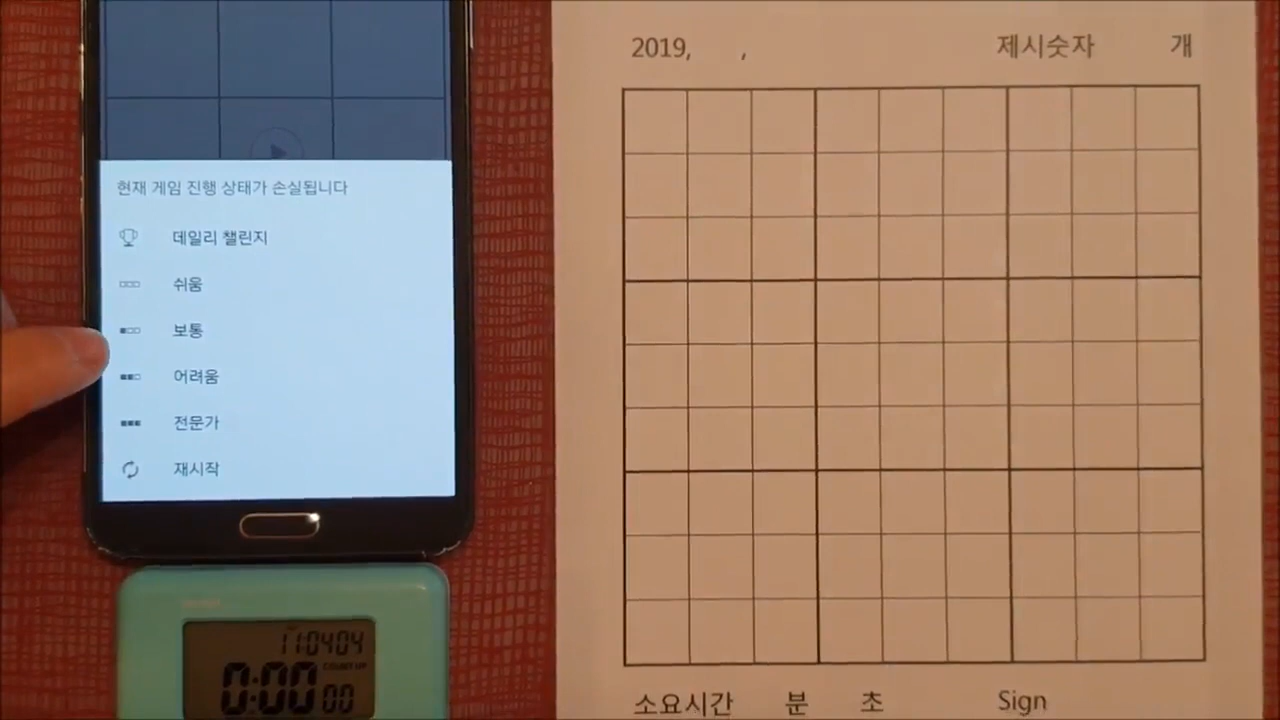 현재 게임 진행 상태가 손실됩니다
데일리 챌린지
쉬움
보통
어려움
전문가
재시작
11:0404
COUNT UP
0:00 00
2019, , 제시숫자 개
소요시간 분 초 Sign